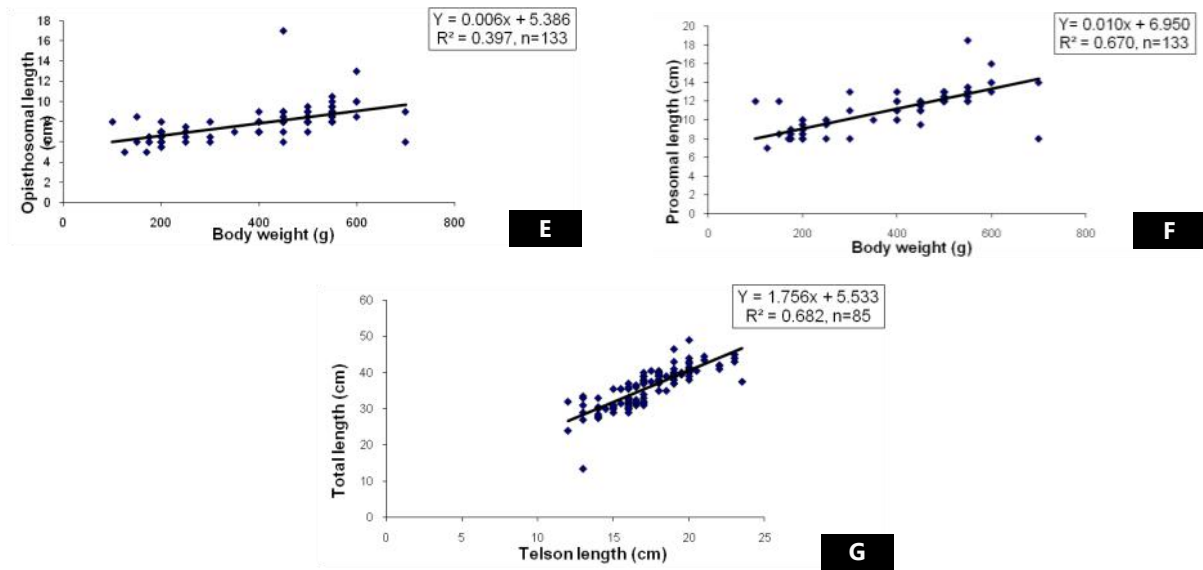 Y = 0.006x + 5.386
R² = 0.397, n=133
Opisthosomal length
(cm)
18
16
14
12
10
8
6
4
2
0
0 200 400 600 800
Body weight (g)
E
Y= 0.010x + 6.950
R² = 0.670, n=133
Prosomal length (cm)
20
18
16
14
12
10
8
6
4
2
0
0 200 400 600 800
Body weight (g)
F
Y = 1.756x + 5.533
R² = 0.682, n=85
Total length (cm)
60
50
40
30
20
10
0
0 5 10 15 20 25
Telson length (cm)
G